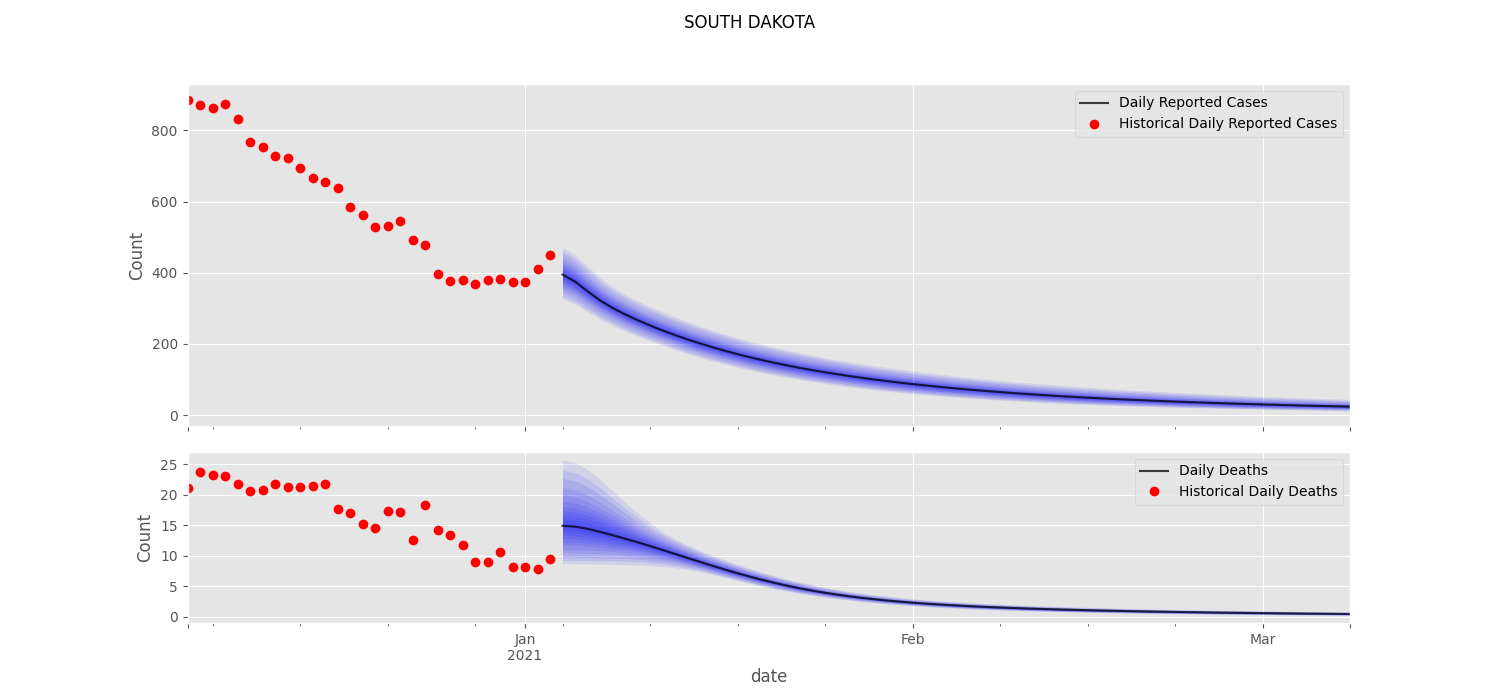 SOUTH DAKOTA
Daily Reported Cases
Historical Daily Reported Cases
Count
800
600
400
200
0
Daily Deaths
Historical Daily Deaths
Count
25
20
15
10
5
0
Jan
2021
Feb
Mar
date